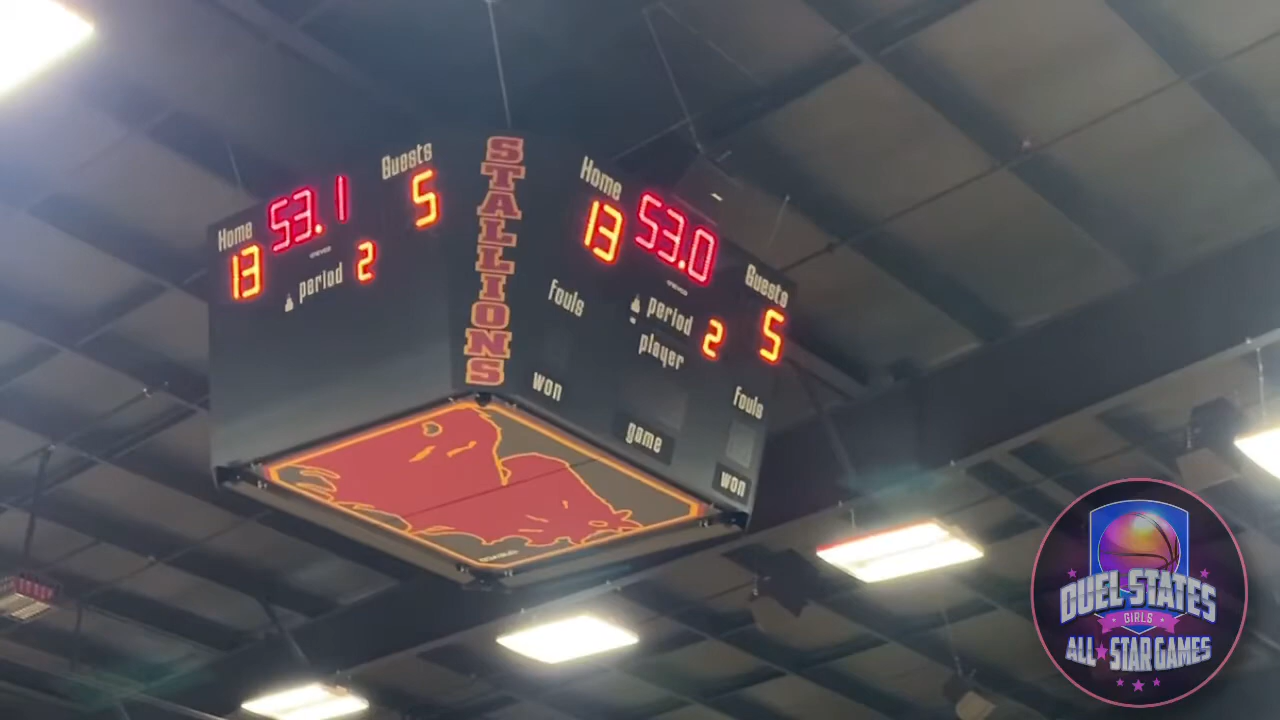 Home
53.1
Guests
13
5
period 2
STALLIONS
Home
53.0
Guests
13
5
fouls
period 2
player
fouls
won
game
won
DUEL STATES
GIRLS
ALL★STAR GAMES